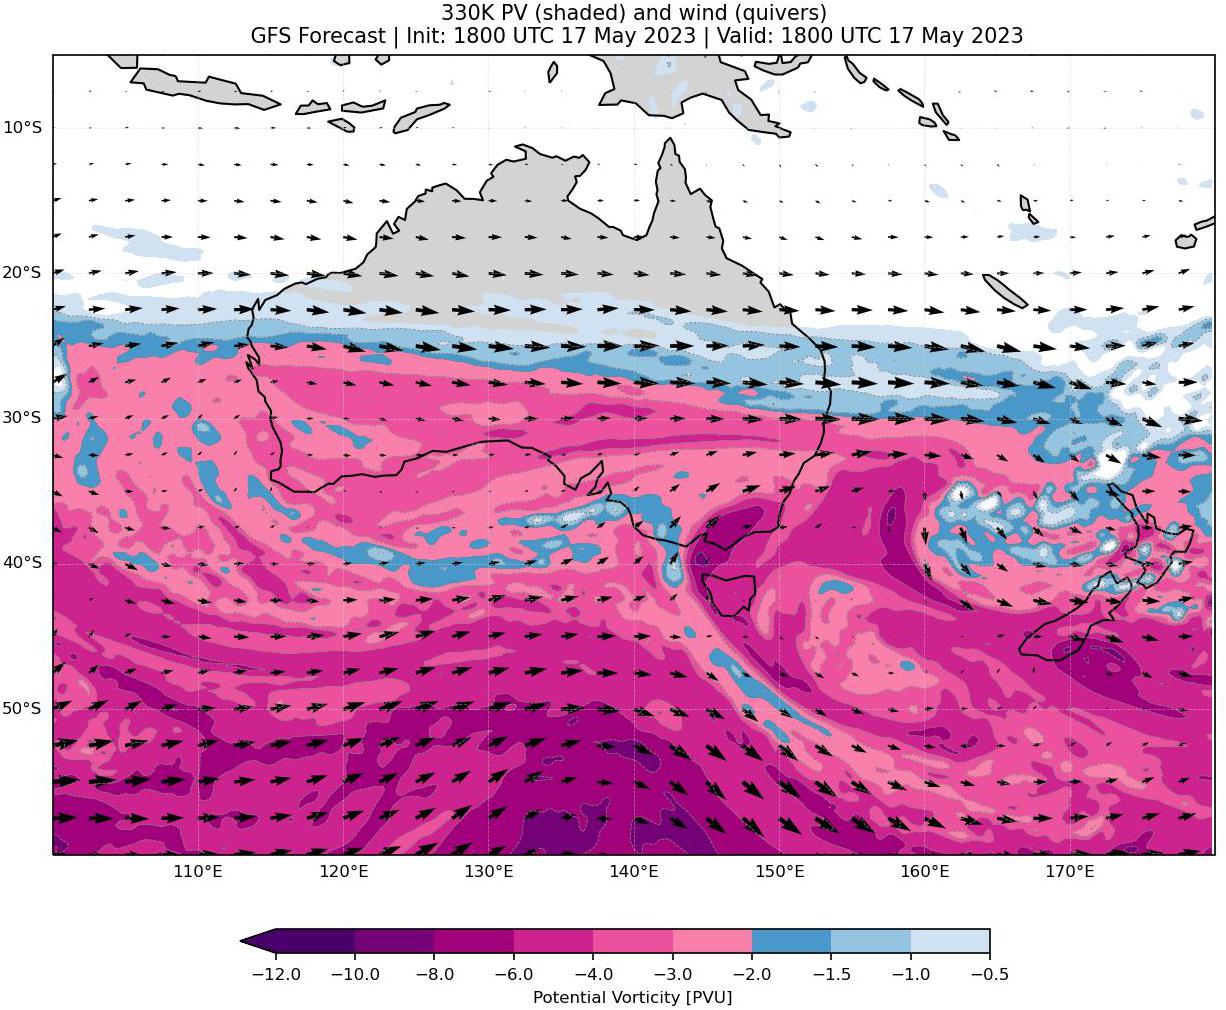 330K PV (shaded) and wind (quivers)
GFS Forecast | Init: 1800 UTC 17 May 2023 | Valid: 1800 UTC 17 May 2023
10°S
20°S
30°S
40°S
50°S
110°E 120°E 130°E 140°E 150°E 160°E 170°E
−12.0 −10.0 −8.0 −6.0 −4.0 −3.0 −2.0 −1.5 −1.0 −0.5
Potential Vorticity [PVU]